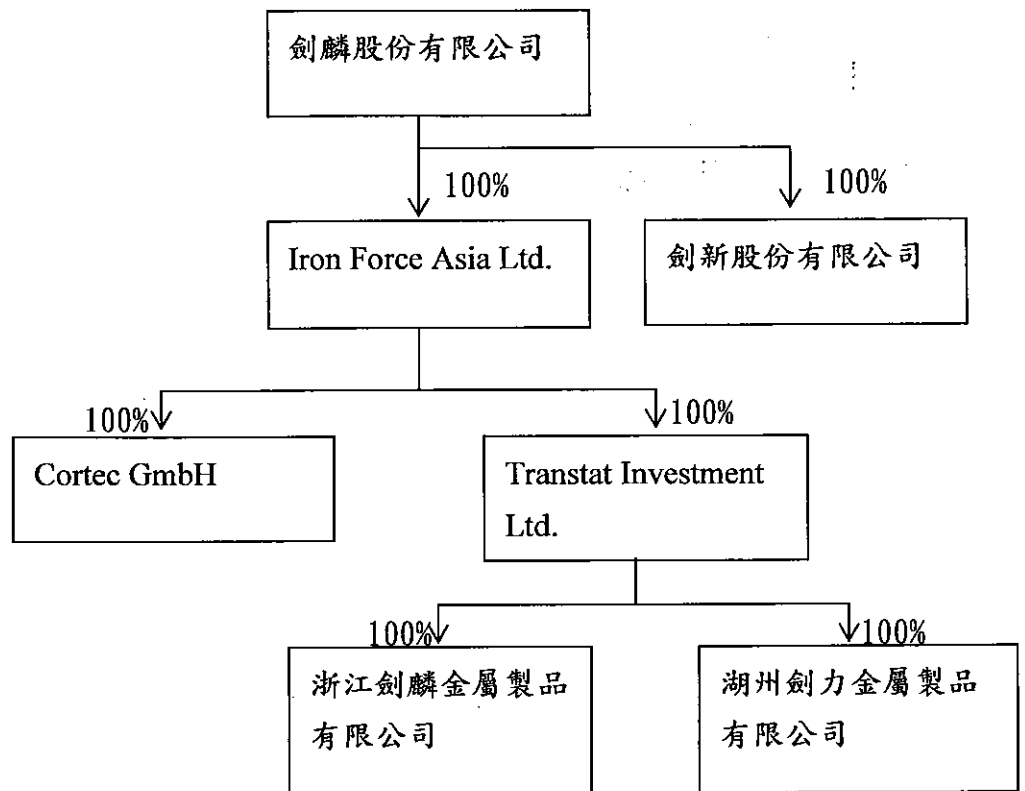 劍麟股份有限公司
100%
100%
Iron Force Asia Ltd.
劍新股份有限公司
100%
100%
Cortec GmbH
Transtat Investment
Ltd.
100%
100%
浙江劍麟金屬製品
有限公司
湖州劍力金屬製品
有限公司